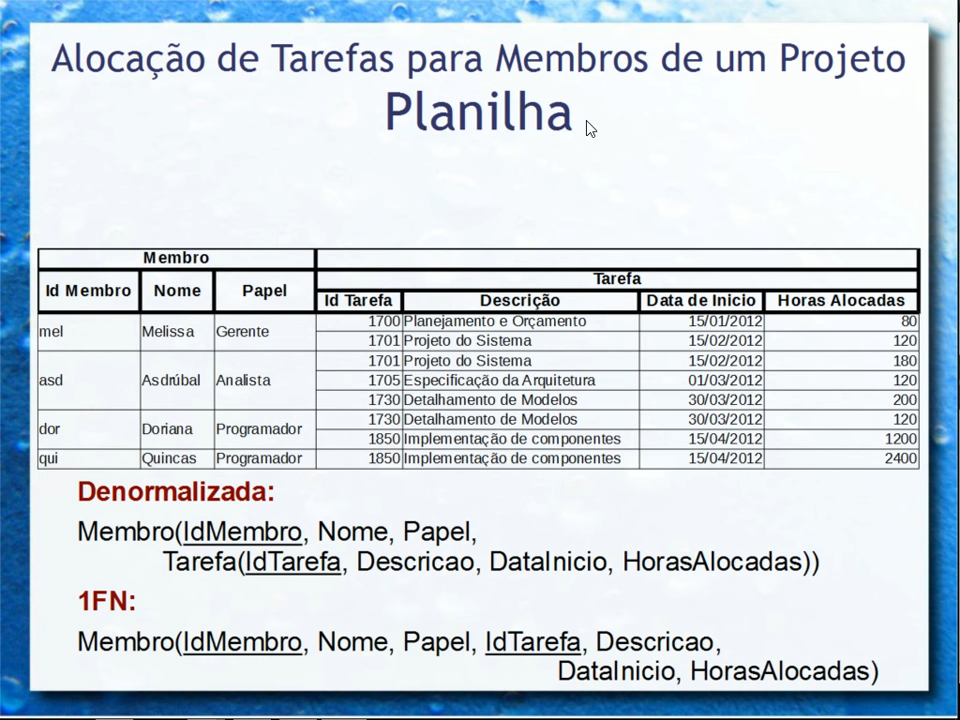 Alocação de Tarefas para Membros de um Projeto
Planilha
Membro
Tarefa
Id Membro Nome Papel
Id Tarefa Descrição Data de Inicio Horas Alocadas
mel Melissa Gerente
1700 Planejamento e Orçamento 15/01/2012 80
1701 Projeto do Sistema 15/02/2012 120
asd Asdrúbal Analista
1701 Projeto do Sistema 15/02/2012 180
1705 Especificação da Arquitetura 01/03/2012 120
1730 Detalhamento de Modelos 30/03/2012 200
dor Doriana Programador
1730 Detalhamento de Modelos 30/03/2012 120
1850 Implementação de componentes 15/04/2012 1200
qui Quincas Programador 1850 Implementação de componentes 15/04/2012 2400
Denormalizada:
Membro(IdMembro, Nome, Papel,
Tarefa(IdTarefa, Descricao, DataInicio, HorasAlocadas))
1FN:
Membro(IdMembro, Nome, Papel, IdTarefa, Descricao,
DataInicio, HorasAlocadas)